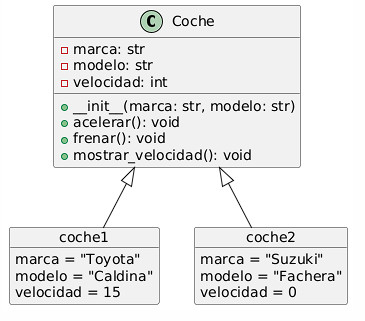 C Coche
marca: str
modelo: str
velocidad: int
__init__(marca: str, modelo: str)
acelerar(): void
frenar(): void
mostrar_velocidad(): void
coche1
marca = "Toyota"
modelo = "Caldina"
velocidad = 15
coche2
marca = "Suzuki"
modelo = "Fachera"
velocidad = 0